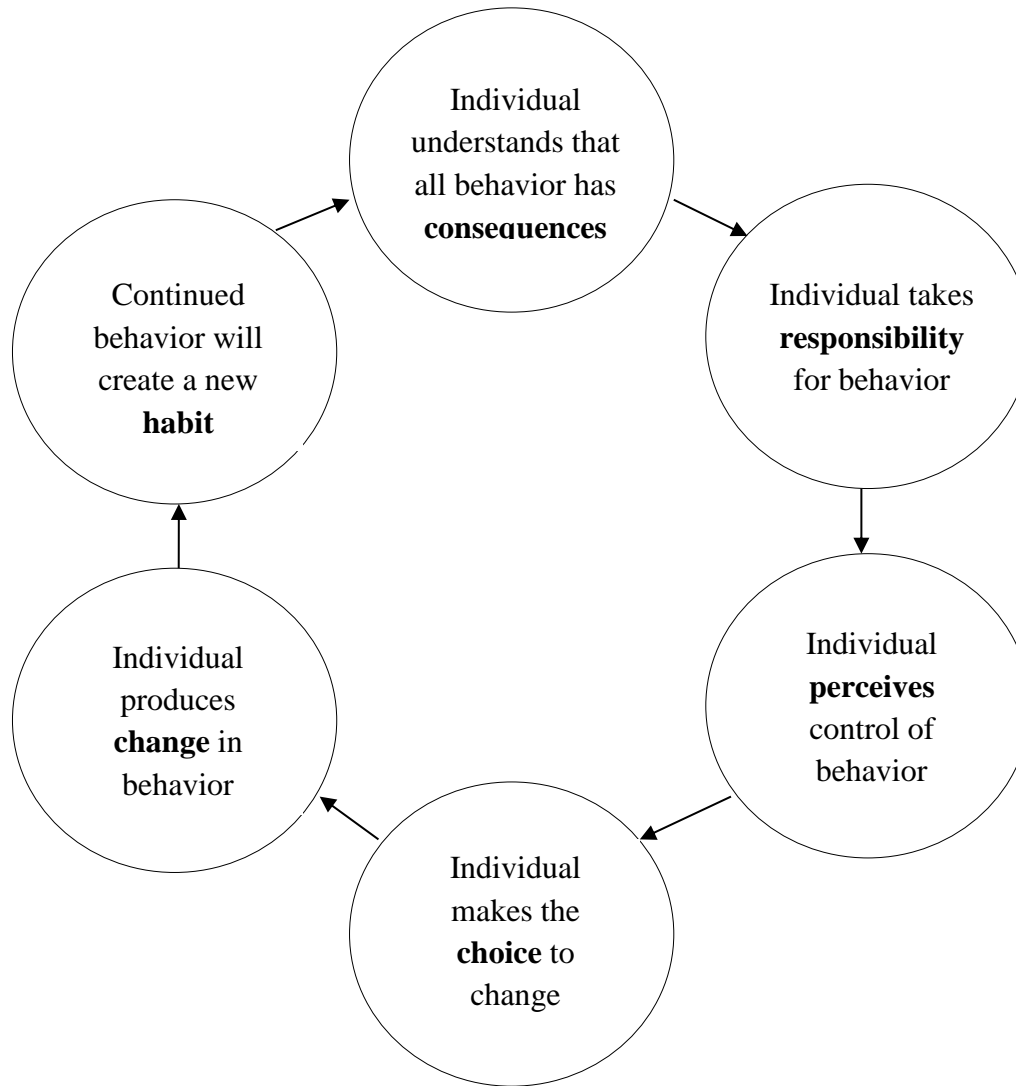 Individual
understands that
all behavior has
consequences
Individual takes
responsibility
for behavior
Individual
perceives
control of
behavior
Individual
makes the
choice to
change
Individual
produces
change in
behavior
Continued
behavior will
create a new
habit